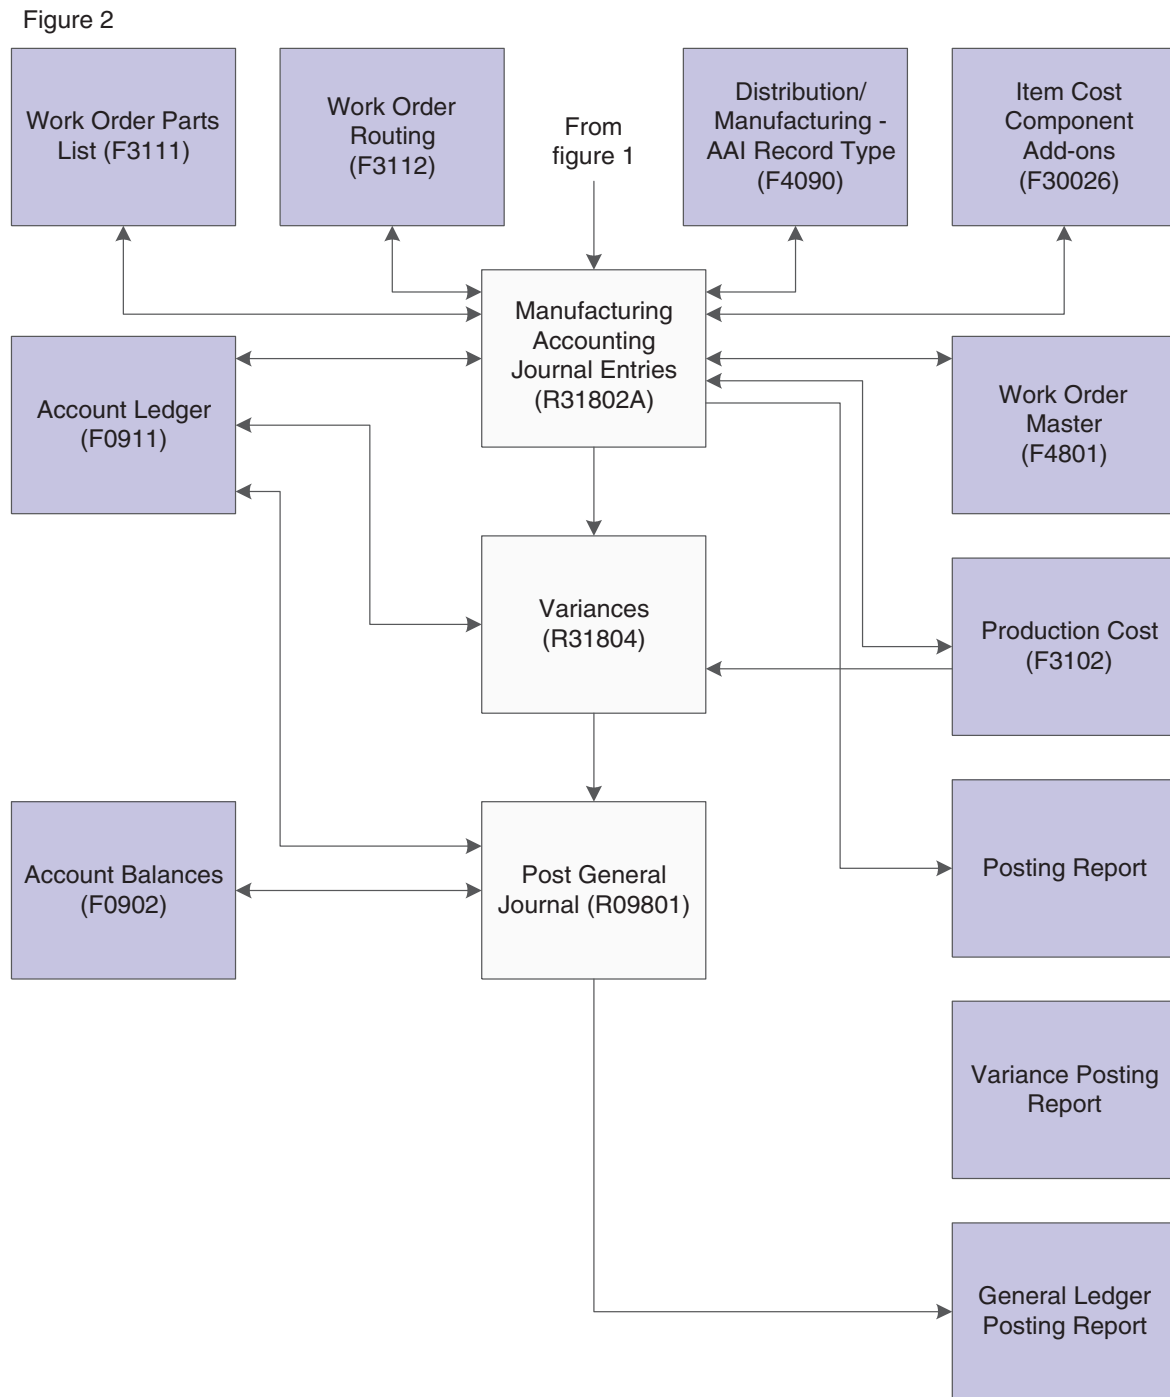 Figure 2
Work Order Parts
List (F3111)
Work Order
Routing
(F3112)
From
figure 1
Distribution/
Manufacturing -
AAI Record Type
(F4090)
Item Cost
Component
Add-ons
(F30026)
Manufacturing
Accounting
Journal Entries
(R31802A)
Account Ledger
(F0911)
Work Order
Master
(F4801)
Variances
(R31804)
Production Cost
(F3102)
Account Balances
(F0902)
Post General
Journal (R09801)
Posting Report
Variance Posting
Report
General Ledger
Posting Report